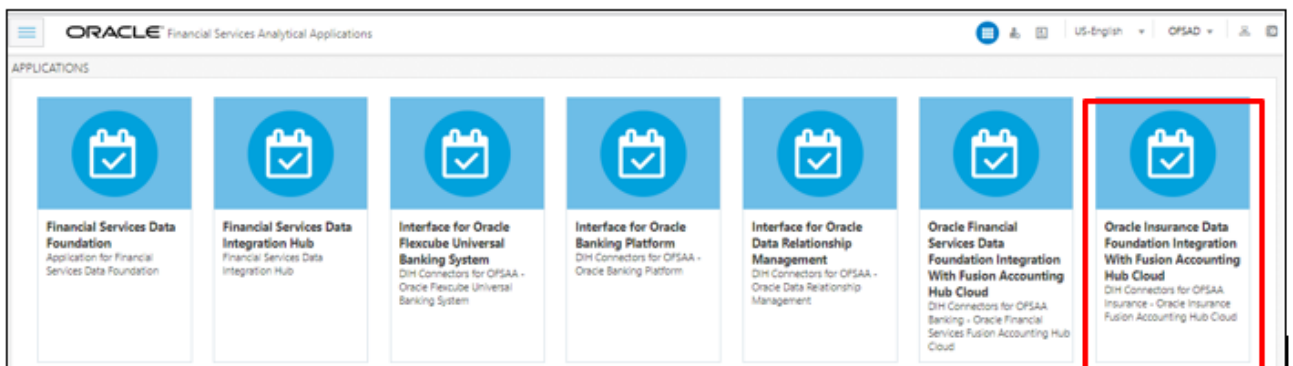 ORACLE® Financial Services Analytical Applications
US-English
OFSAD
APPLICATIONS
Financial Services Data
Foundation
Application for Financial
Services Data Foundation
Financial Services Data
Integration Hub
Financial Services Data
Integration Hub
Interface for Oracle
Flexcube Universal
Banking System
DIH Connectors for OFSAA -
Oracle Flexcube Universal
Banking System
Interface for Oracle
Banking Platform
DIH Connectors for OFSAA -
Oracle Banking Platform
Interface for Oracle
Data Relationship
Management
DIH Connectors for OFSAA -
Oracle Data Relationship
Management
Oracle Financial
Services Data
Foundation Integration
With Fusion Accounting
Hub Cloud
DIH Connectors for OFSAA
Banking - Oracle Financial
Services Fusion Accounting Hub
Cloud
Oracle Insurance Data
Foundation Integration
With Fusion Accounting
Hub Cloud
DIH Connectors for OFSAA
Insurance - Oracle Insurance
Fusion Accounting Hub Cloud